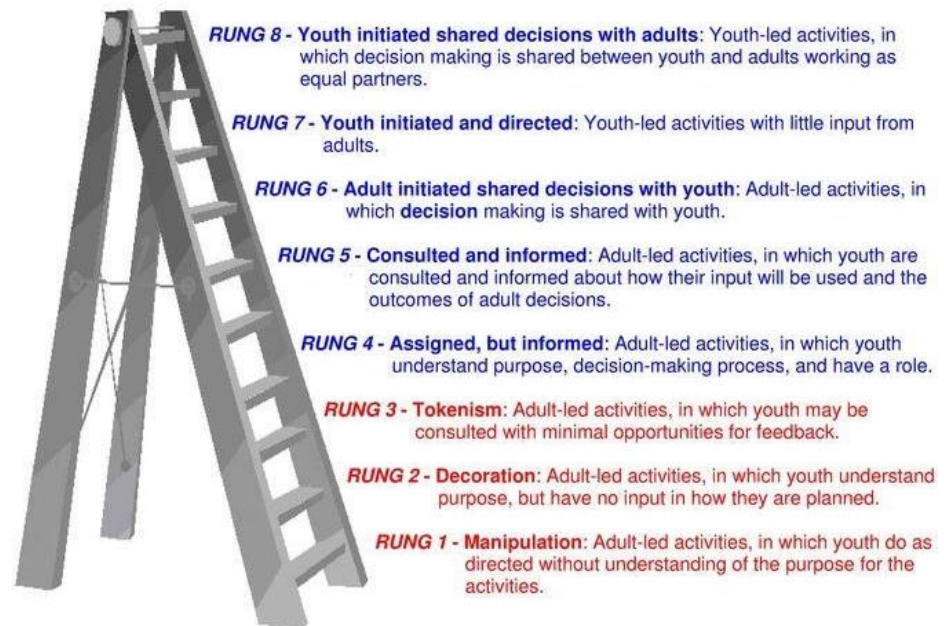 RUNG 8 - Youth initiated shared decisions with adults: Youth-led activities, in
which decision making is shared between youth and adults working as
equal partners.
RUNG 7 - Youth initiated and directed: Youth-led activities with little input from
adults.
RUNG 6 - Adult initiated shared decisions with youth: Adult-led activities, in
which decision making is shared with youth.
RUNG 5 - Consulted and informed: Adult-led activities, in which youth are
consulted and informed about how their input will be used and the
outcomes of adult decisions.
RUNG 4 - Assigned, but informed: Adult-led activities, in which youth
understand purpose, decision-making process, and have a role.
RUNG 3 - Tokenism: Adult-led activities, in which youth may be
consulted with minimal opportunities for feedback.
RUNG 2 - Decoration: Adult-led activities, in which youth understand
purpose, but have no input in how they are planned.
RUNG 1 - Manipulation: Adult-led activities, in which youth do as
directed without understanding of the purpose for the
activities.